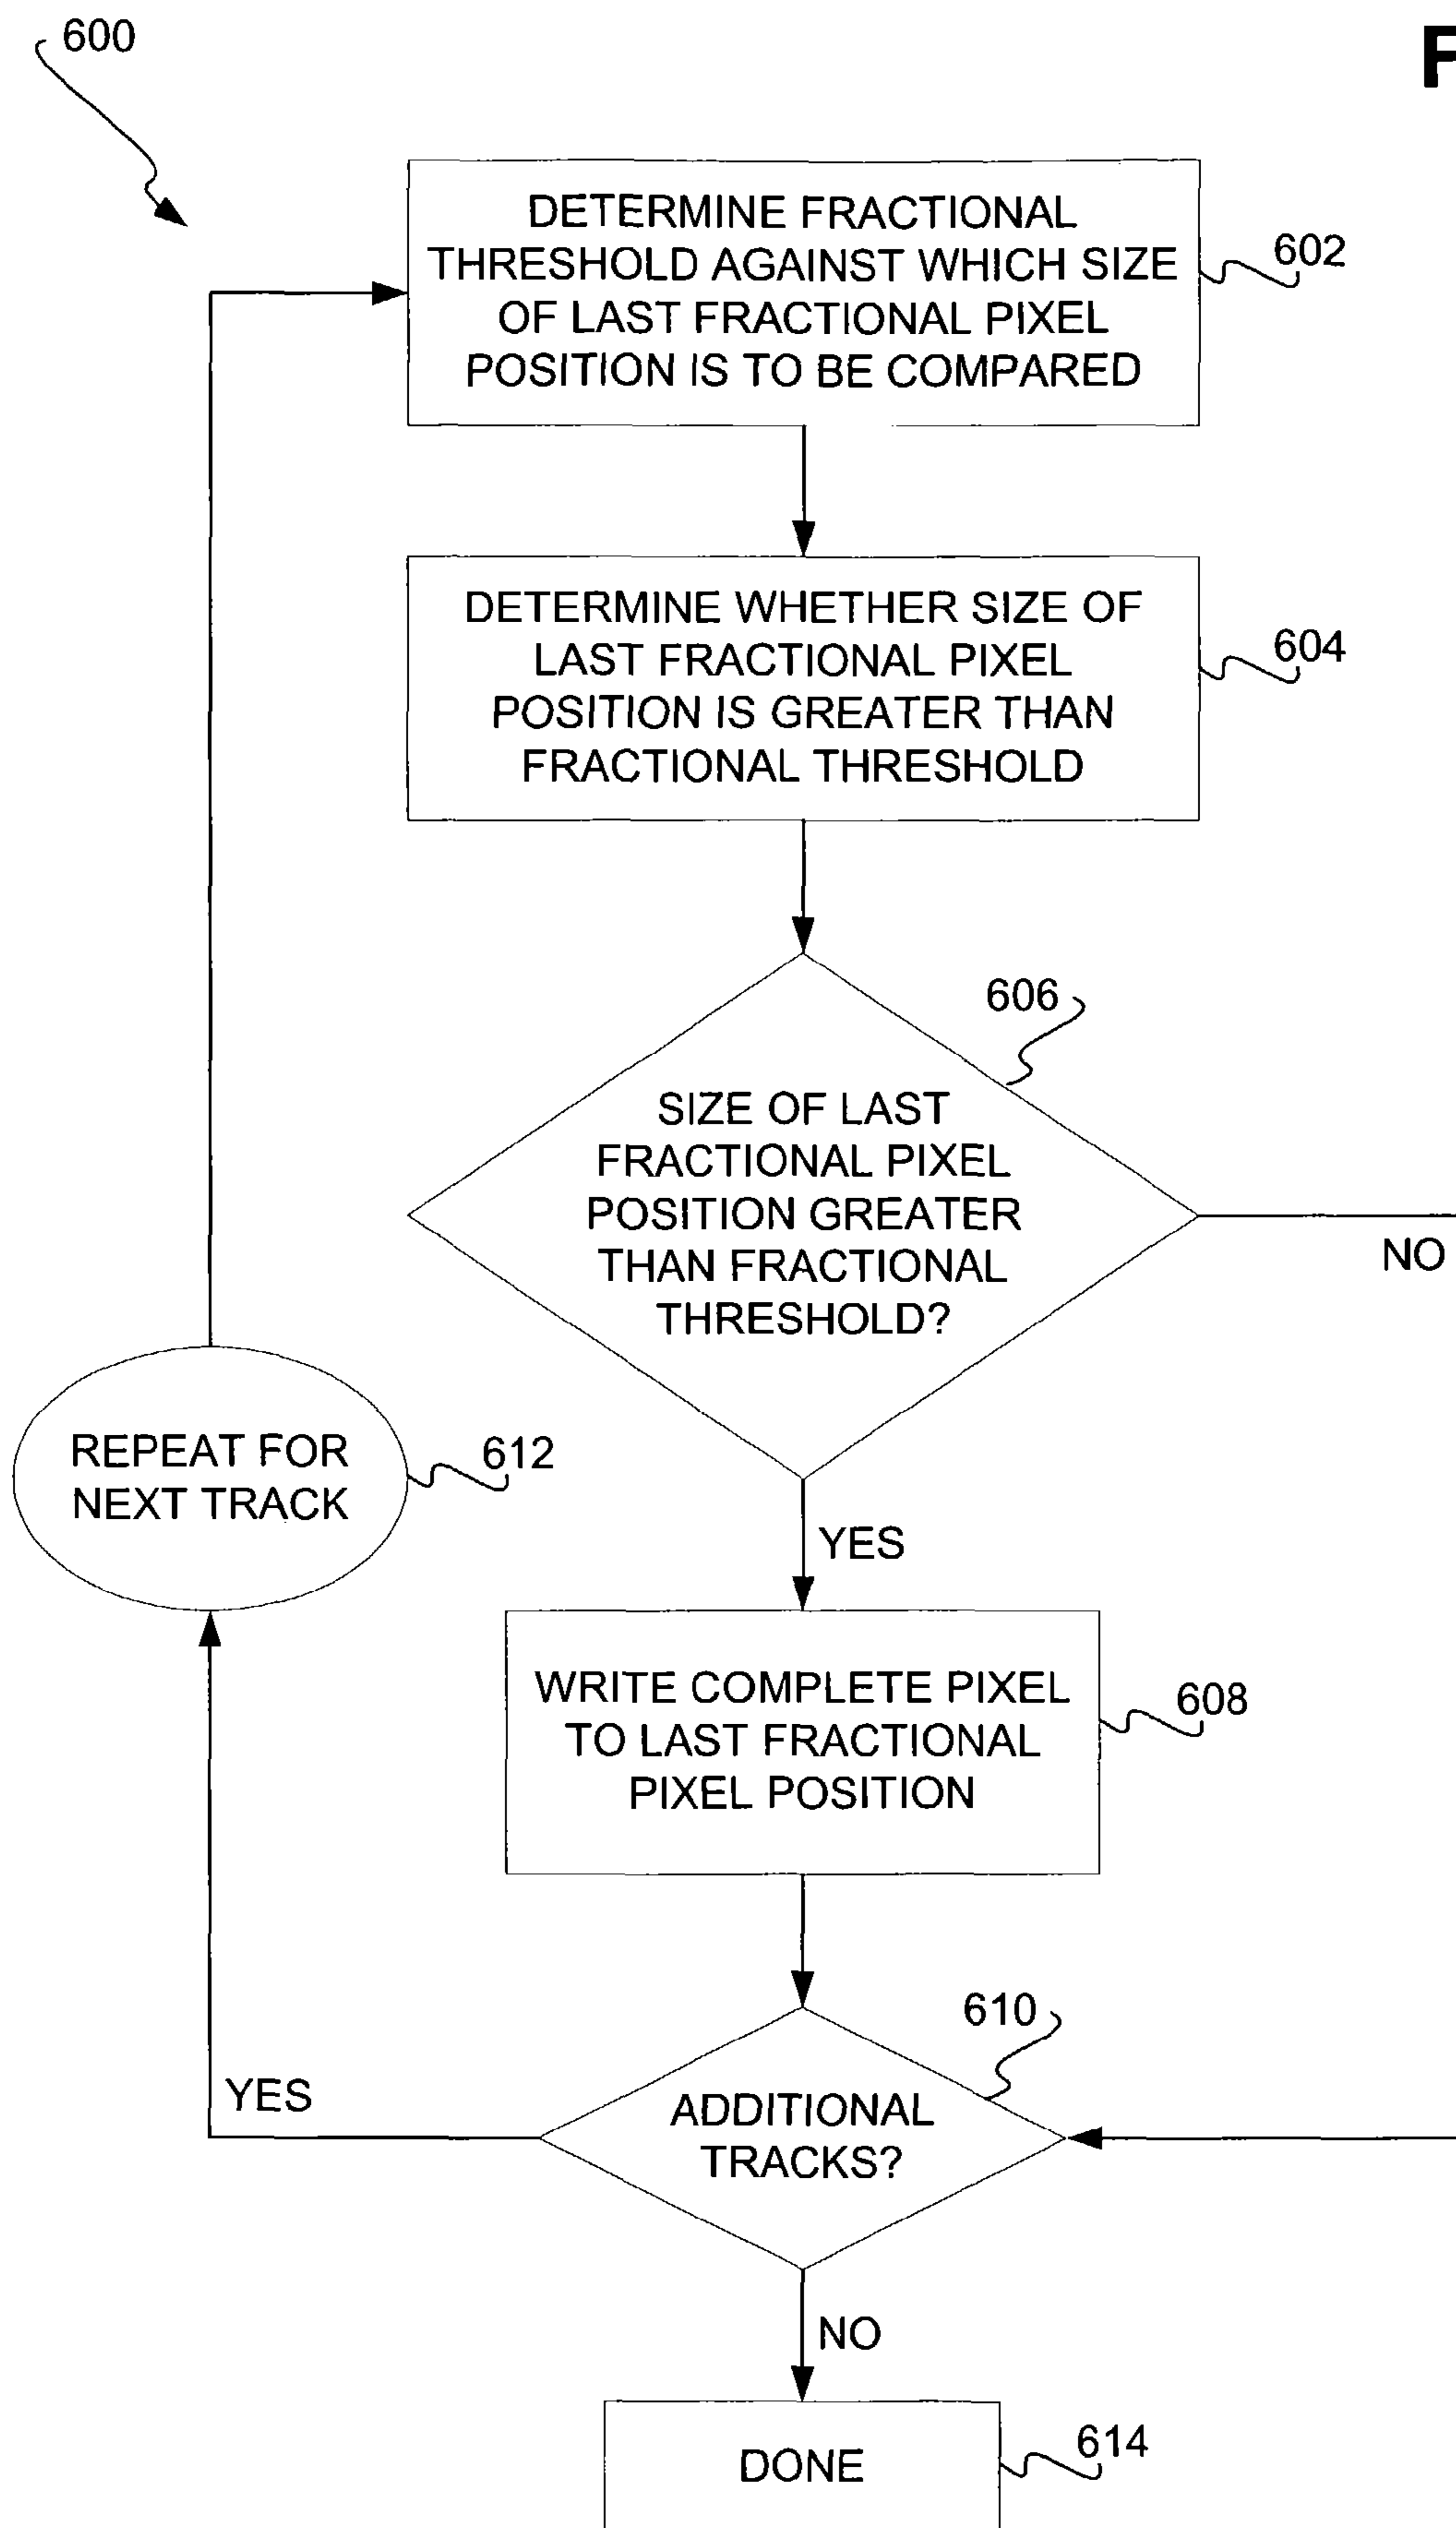 600
F
DETERMINE FRACTIONAL
THRESHOLD AGAINST WHICH SIZE
OF LAST FRACTIONAL PIXEL
POSITION IS TO BE COMPARED
602
DETERMINE WHETHER SIZE OF
LAST FRACTIONAL PIXEL
POSITION IS GREATER THAN
FRACTIONAL THRESHOLD
604
606
SIZE OF LAST
FRACTIONAL PIXEL
POSITION GREATER
THAN FRACTIONAL
THRESHOLD?
NO
REPEAT FOR
NEXT TRACK
612
YES
WRITE COMPLETE PIXEL
TO LAST FRACTIONAL
PIXEL POSITION
608
610
YES
ADDITIONAL
TRACKS?
NO
DONE
614